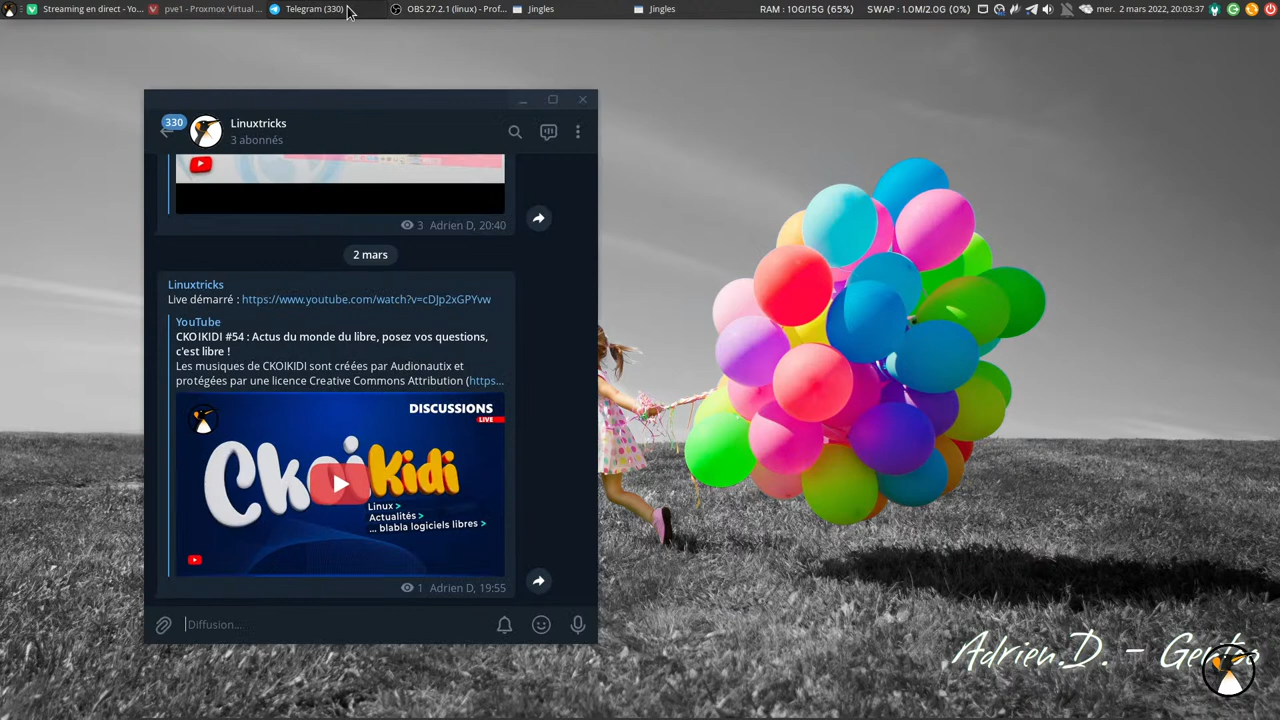 Streaming en direct - Yo...
pve1 - Proxmox Virtual ...
Telegram (330)
OBS 27.2.1 (linux) - Prof...
Jingles
Jingles
RAM : 10G/15G (65%)
SWAP : 1.0M/2.0G (0%)
mer. 2 mars 2022, 20:03:37
330
Linuxtricks
3 abonnés
3 Adrien D, 20:40
2 mars
Linuxtricks
Live démarré : https://www.youtube.com/watch?v=cDJp2xGPYvw
YouTube
CKOIKIDI #54 : Actus du monde du libre, posez vos questions,
c'est libre !
Les musiques de CKOIKIDI sont créées par Audionautix et
protégées par une licence Creative Commons Attribution (https...
DISCUSSIONS
LIVE
Ckoikidi
Linux >
Actualités >
... blabla logiciels libres >
1 Adrien D, 19:55
Diffusion....
Adrien.D. -